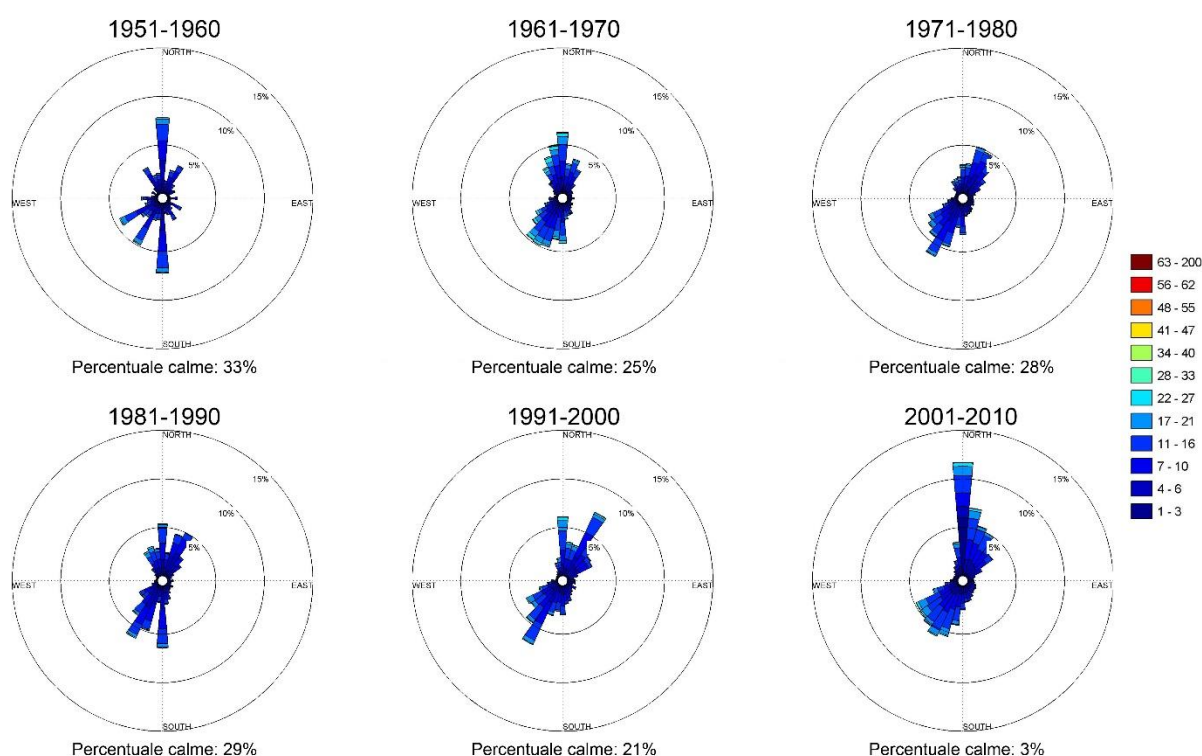 1951-1960
NORTH
15%
10%
5%
WEST
EAST
SOUTH
Percentuale calme: 33%
1961-1970
NORTH
15%
10%
5%
WEST
EAST
SOUTH
Percentuale calme: 25%
1971-1980
NORTH
15%
10%
5%
WEST
EAST
SOUTH
Percentuale calme: 28%
63 - 200
56 - 62
48 - 55
41 - 47
34 - 40
28 - 33
22 - 27
17 - 21
11 - 16
7 - 10
4 - 6
1 - 3
1981-1990
NORTH
15%
10%
5%
WEST
EAST
SOUTH
Percentuale calme: 29%
1991-2000
NORTH
15%
10%
5%
WEST
EAST
SOUTH
Percentuale calme: 21%
2001-2010
NORTH
15%
10%
5%
WEST
EAST
SOUTH
Percentuale calme: 3%